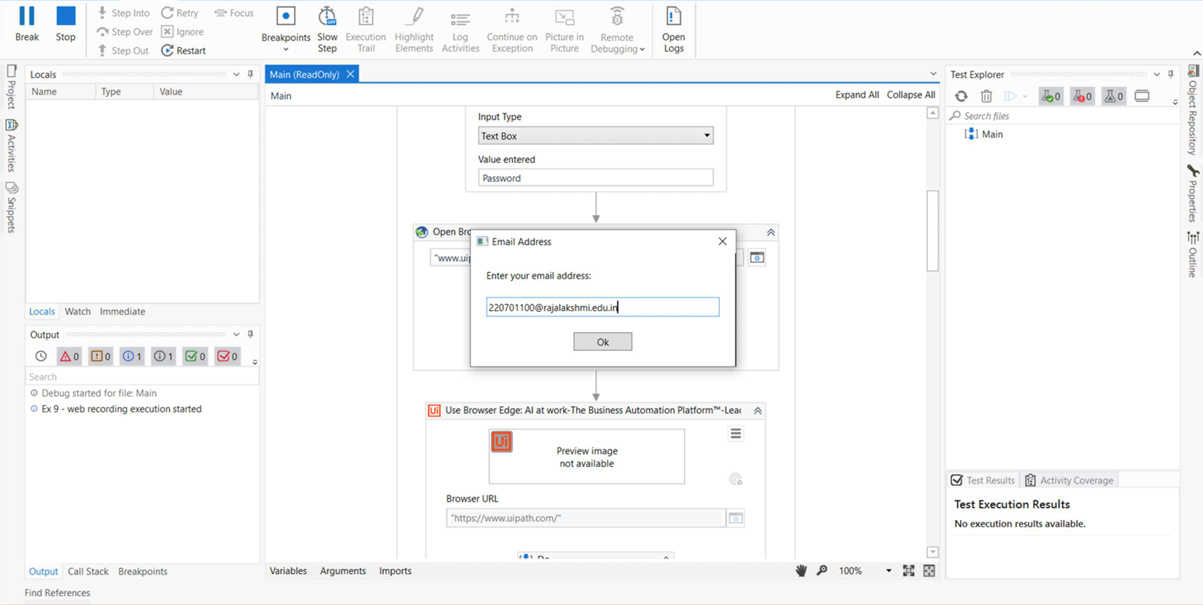 Break
Stop
Step Into
Step Over
Step Out
Retry
Ignore
Restart
Focus
Breakpoints
Slow Step
Execution Trail
Highlight Elements
Log Activities
Continue on Exception
Picture in Picture
Remote Debugging
Open Logs
Project
Activities
Snippets
Locals
Name Type Value
Locals Watch Immediate
Output
0 0 1 1 0 0
Search
Debug started for file: Main
Ex 9 - web recording execution started
Output Call Stack Breakpoints
Find References
Main (ReadOnly)
Main Expand All Collapse All
Input Type
Text Box
Value entered
Password
Open Bro
"www.uip
Email Address
Enter your email address:
220701100@rajalakshmi.edu.in
Ok
Ui Use Browser Edge: AI at work-The Business Automation Platform™-Lead
Ui
Preview image
not available
Browser URL
"https://www.uipath.com/"
Do
Variables Arguments Imports 100%
Test Explorer
0 0 0
Search files
Main
Test Results Activity Coverage
Test Execution Results
No execution results available.
Object Repository
Properties
Outline